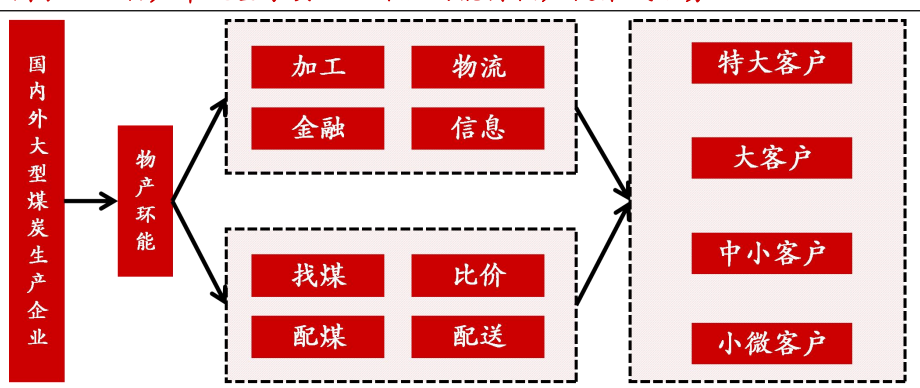 国内外大型煤炭生产企业
物产环能
加工
物流
金融
信息
找煤
比价
配煤
配送
特大客户
大客户
中小客户
小微客户